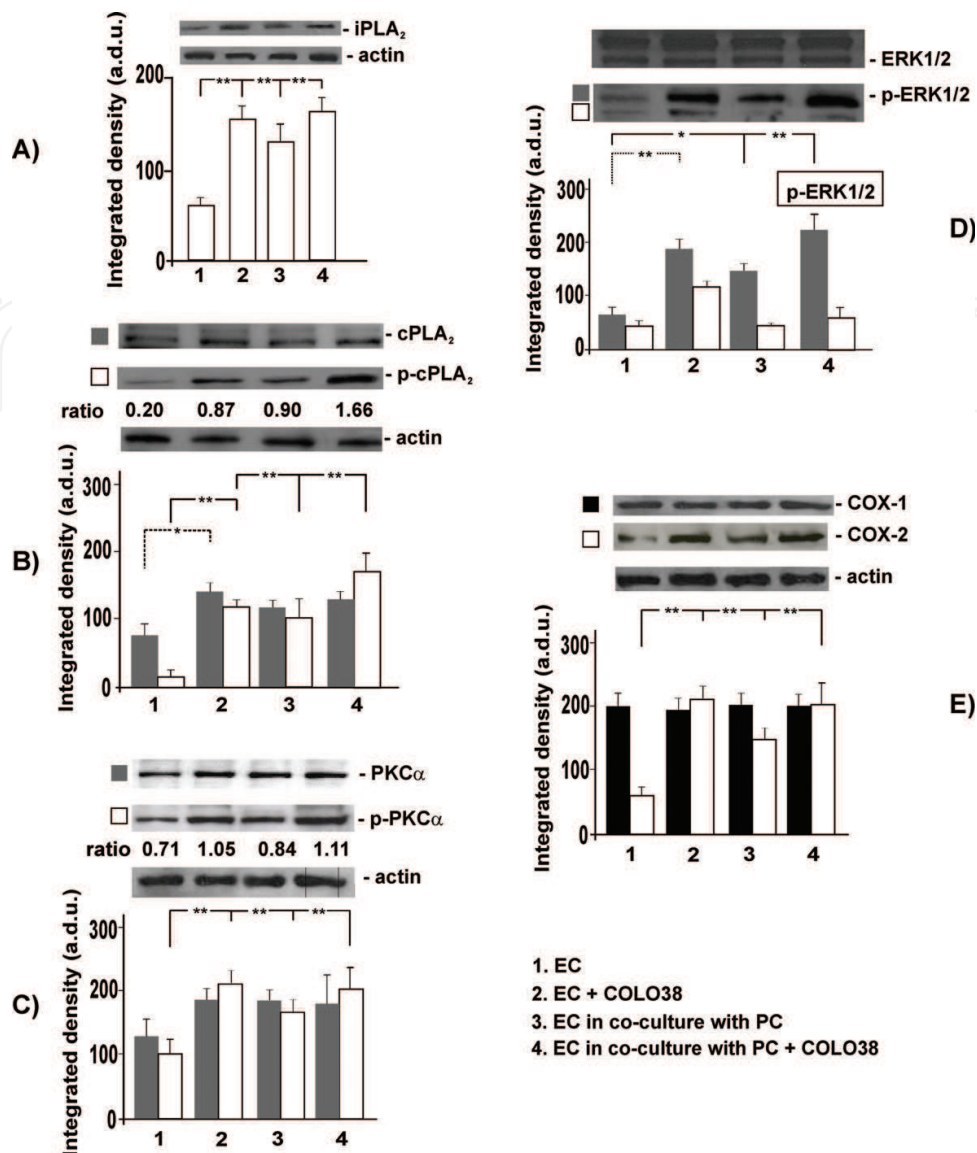 A)
- iPLA₂
- actin
Integrated density (a.d.u.)
200
100
0
** ** **
1 2 3 4
B)
- cPLA₂
- p-cPLA₂
ratio 0.20 0.87 0.90 1.66
- actin
Integrated density (a.d.u.)
300
200
100
0
** **
**
*
1 2 3 4
C)
- PKCα
- p-PKCα
ratio 0.71 1.05 0.84 1.11
- actin
Integrated density (a.d.u.)
300
200
100
0
** ** **
1 2 3 4
D)
- ERK1/2
- p-ERK1/2
Integrated density (a.d.u.)
300
200
100
0
* **
**
p-ERK1/2
1 2 3 4
E)
- COX-1
- COX-2
- actin
Integrated density (a.d.u.)
300
200
100
0
** ** **
1 2 3 4
1. EC
2. EC + COLO38
3. EC in co-culture with PC
4. EC in co-culture with PC + COLO38